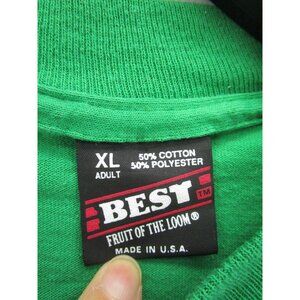 XL
ADULT
50% COTTON
50% POLYESTER
BEST TM
FRUIT OF THE LOOM®
MADE IN U.S.A.